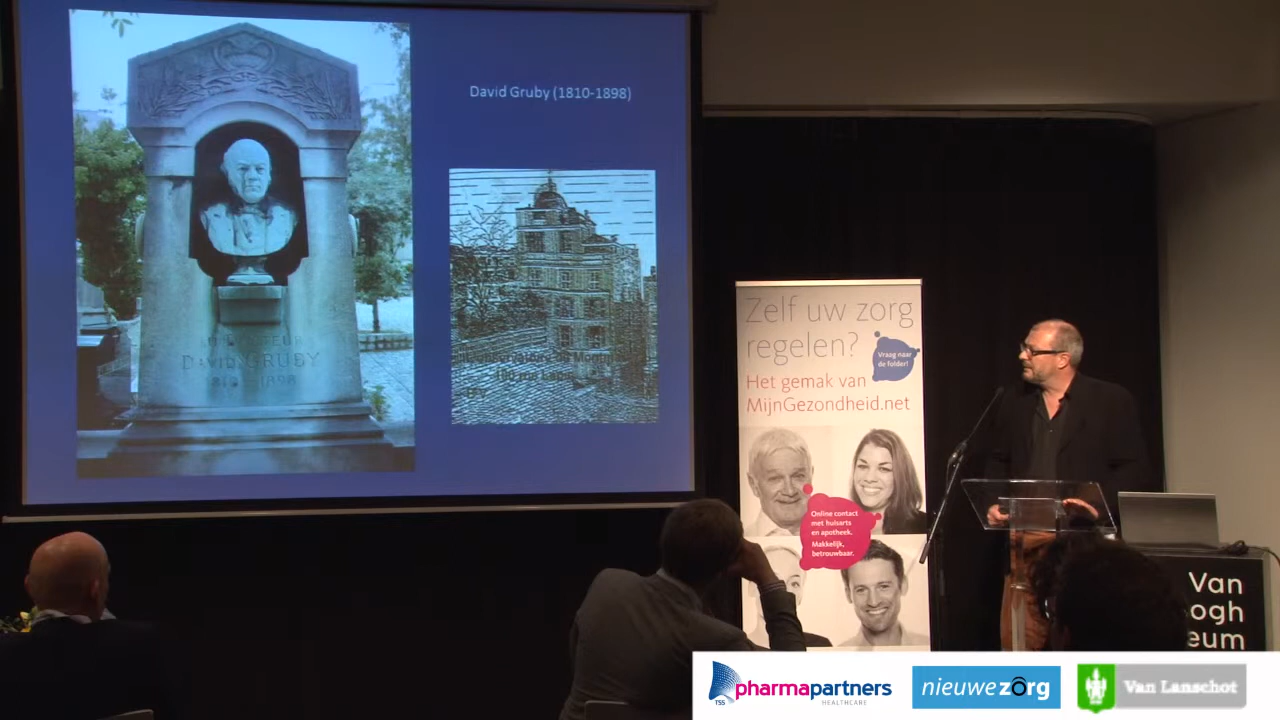 David Gruby (1810-1898)
DAVID GRUBY
1810 - 1898
Zelf uw zorg
regelen?
Vraag naar
de folder!
Het gemak van
MijnGezondheid.net
Online contact
met huisarts
en apotheek.
Makkelijk,
betrouwbaar.
Van
ogh
eum
TSS
pharmapartners
HEALTHCARE
nieuwezorg
Van Lanschot